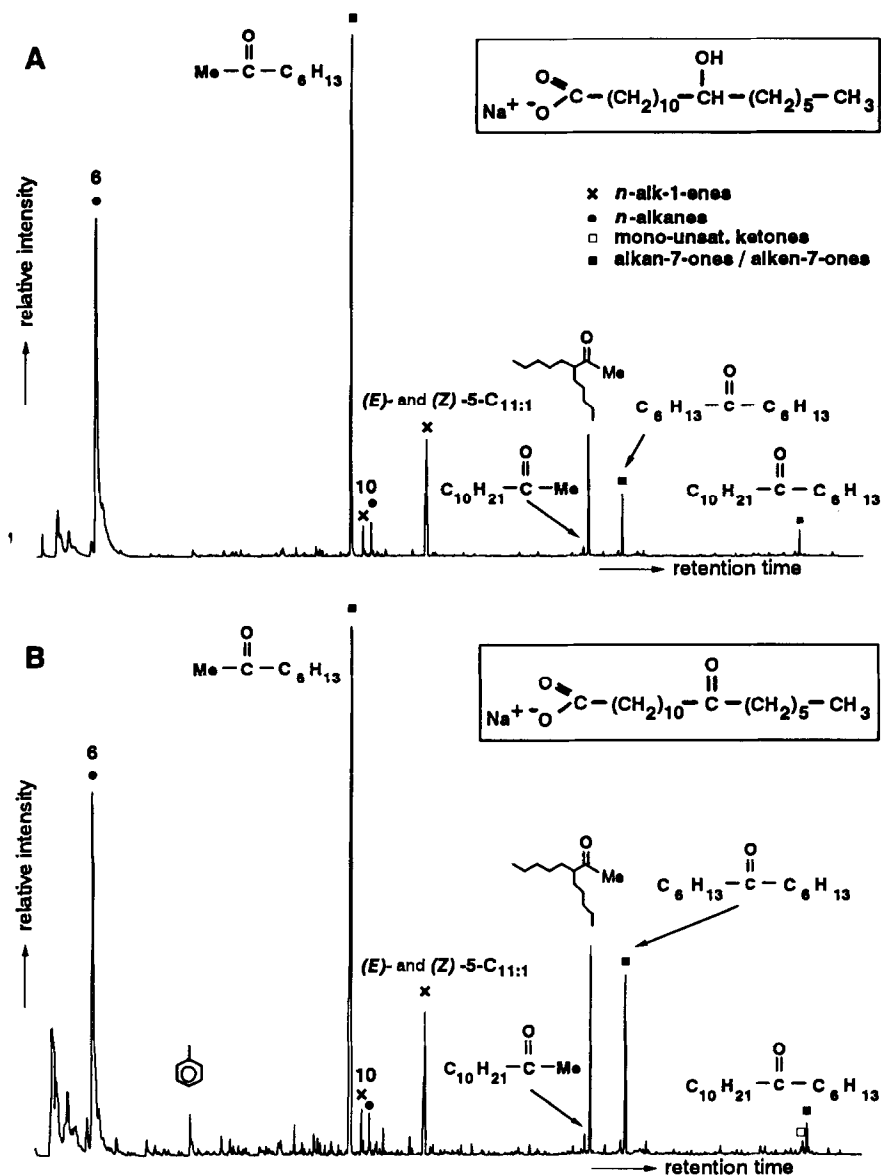 A
O
Me — C — C6H13
OH
O
C —(CH2)10— CH —(CH2)5— CH3
Na+ -O
6
× n-alk-1-enes
● n-alkanes
□ mono-unsat. ketones
■ alkan-7-ones / alken-7-ones
relative intensity
O
Me
O
C6H13 — C — C6H13
(E)- and (Z) -5-C11:1
O
C10H21 — C — Me
10
O
C10H21 — C — C6H13
retention time
B
O
Me — C — C6H13
O
O
C —(CH2)10— C —(CH2)5— CH3
Na+ -O
6
relative intensity
O
Me
O
C6H13 — C — C6H13
(E)- and (Z) -5-C11:1
O
C10H21 — C — Me
10
O
C10H21 — C — C6H13
retention time